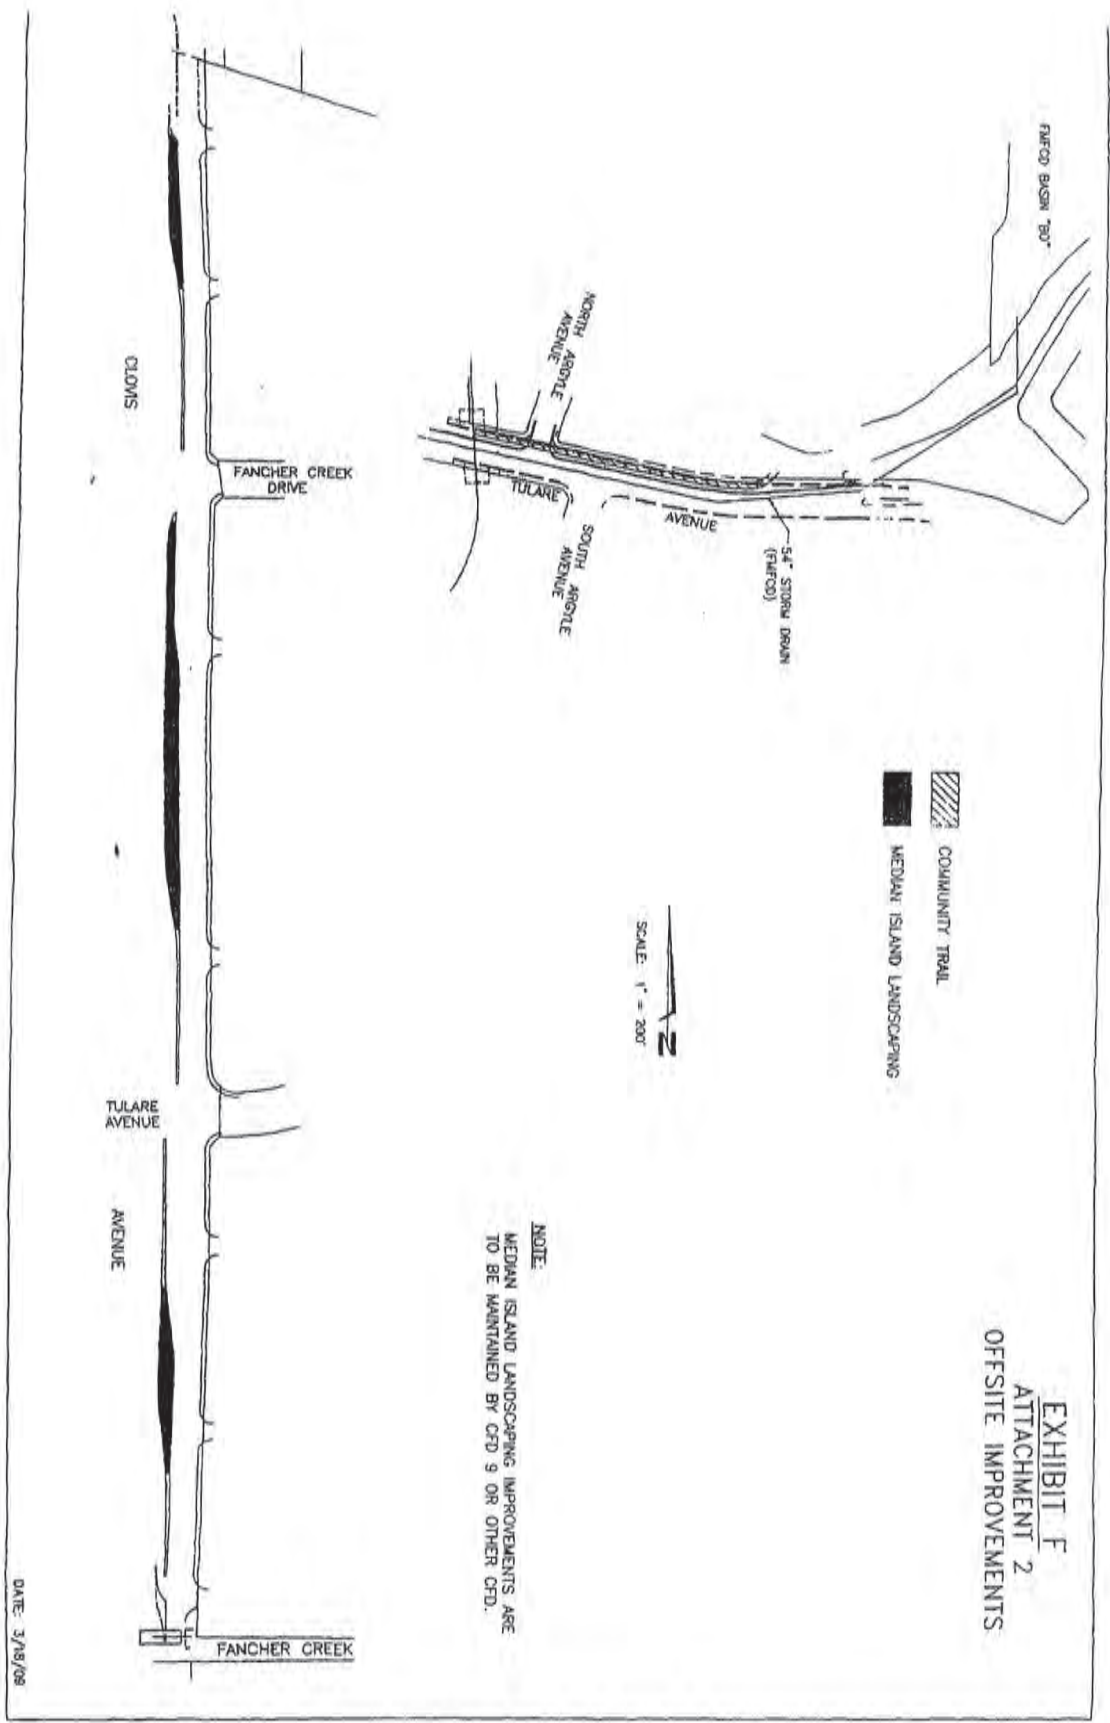 EXHIBIT F
ATTACHMENT 2
OFFSITE IMPROVEMENTS
FMFCD BASIN "BO"
NORTH ARGYLE
AVENUE
TULARE
AVENUE
SOUTH ARGYLE
AVENUE
54" STORM DRAIN
(FMFCD)
COMMUNITY TRAIL
MEDIAN ISLAND LANDSCAPING
N
SCALE: 1" = 200'
NOTE:
MEDIAN ISLAND LANDSCAPING IMPROVEMENTS ARE
TO BE MAINTAINED BY CFD 9 OR OTHER CFD.
FANCHER CREEK
DRIVE
CLOVIS
TULARE
AVENUE
AVENUE
FANCHER CREEK
DATE: 3/18/09